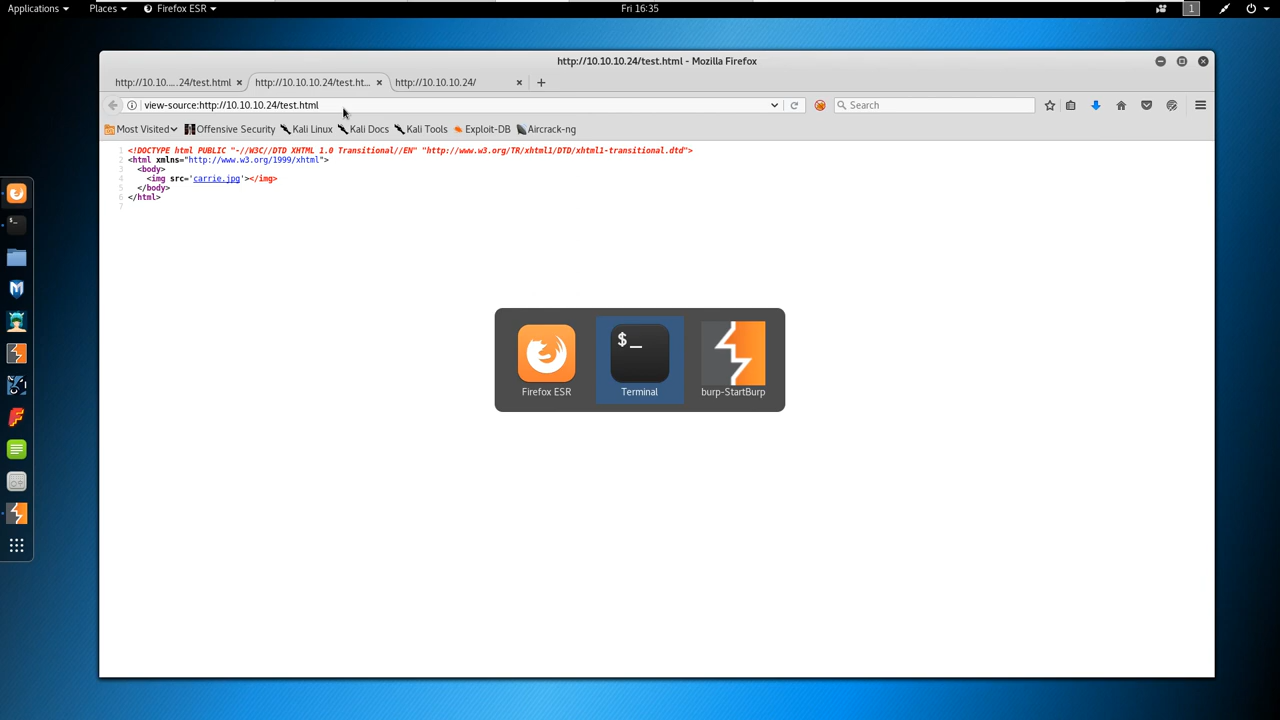 Applications Places Firefox ESR Fri 16:35 1
http://10.10.10.24/test.html - Mozilla Firefox
http://10.10.…24/test.html http://10.10.10.24/test.ht… http://10.10.10.24/
view-source:http://10.10.10.24/test.html Search
Most Visited Offensive Security Kali Linux Kali Docs Kali Tools Exploit-DB Aircrack-ng
1 <!DOCTYPE html PUBLIC "-//W3C//DTD XHTML 1.0 Transitional//EN" "http://www.w3.org/TR/xhtml1/DTD/xhtml1-transitional.dtd">
2 <html xmlns="http://www.w3.org/1999/xhtml">
3 <body>
4 <img src='carrie.jpg'></img>
5 </body>
6 </html>
7
$_
Firefox ESR Terminal burp-StartBurp